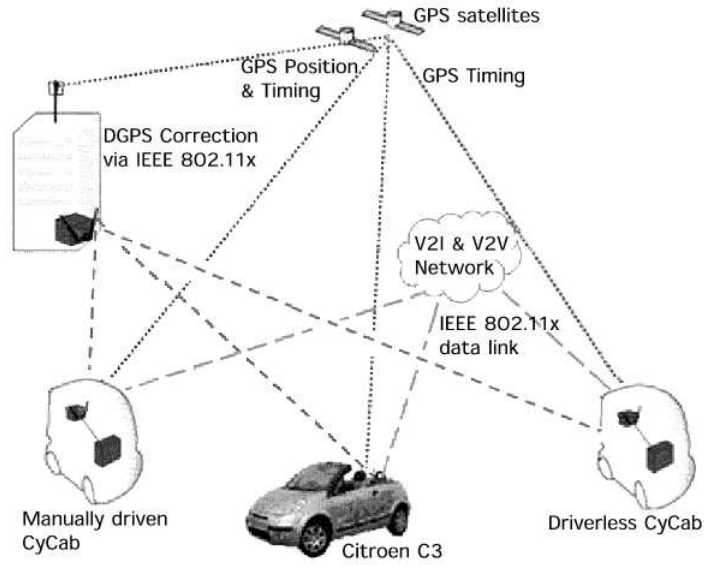 GPS satellites
GPS Position
& Timing
GPS Timing
DGPS Correction
via IEEE 802.11x
V2I & V2V
Network
IEEE 802.11x
data link
Manually driven
CyCab
Citroen C3
Driverless CyCab